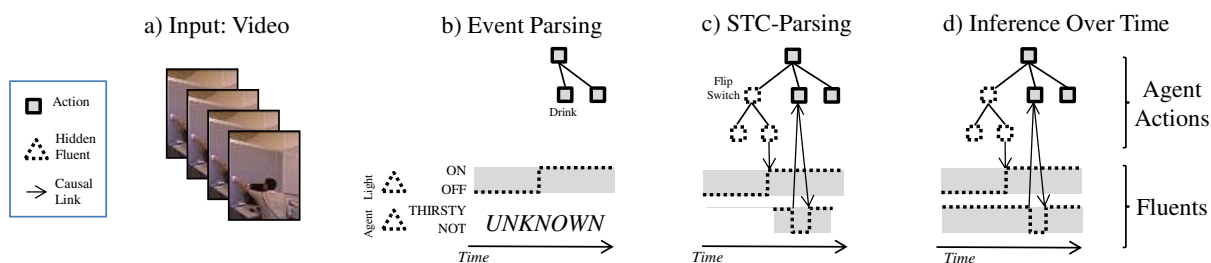 a) Input: Video
b) Event Parsing
c) STC-Parsing
d) Inference Over Time
Action
Hidden
Fluent
Causal
Link
Drink
Flip
Switch
Agent
Actions
Light
ON
OFF
Agent
THIRSTY
NOT
UNKNOWN
Fluents
Time
Time
Time